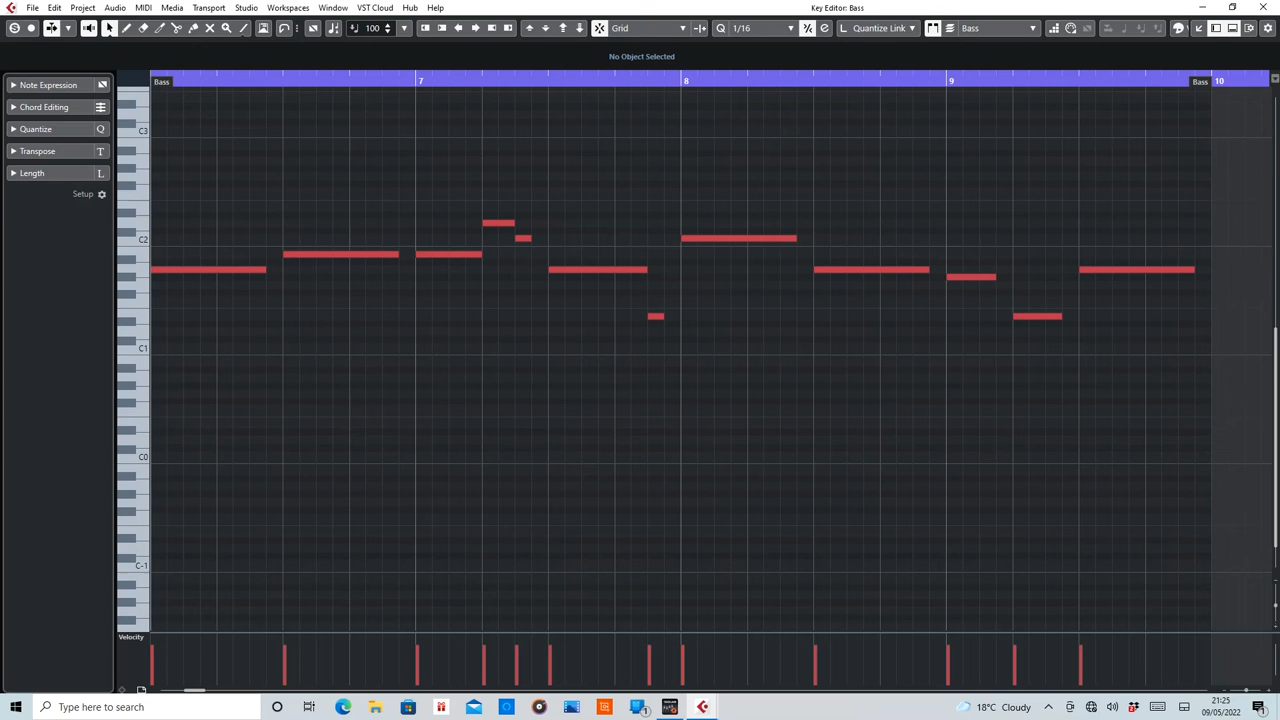 File Edit Project Audio MIDI Media Transport Studio Workspaces Window VST Cloud Hub Help
Key Editor: Bass
S 100 Grid Q 1/16 Quantize Link Bass
No Object Selected
Bass 7 8 9 Bass 10
Note Expression
Chord Editing
Quantize Q
Transpose T
Length L
Setup
C3
C2
C1
C0
C-1
Velocity
Type here to search
1
18°C Cloudy
21:25
09/05/2022
1